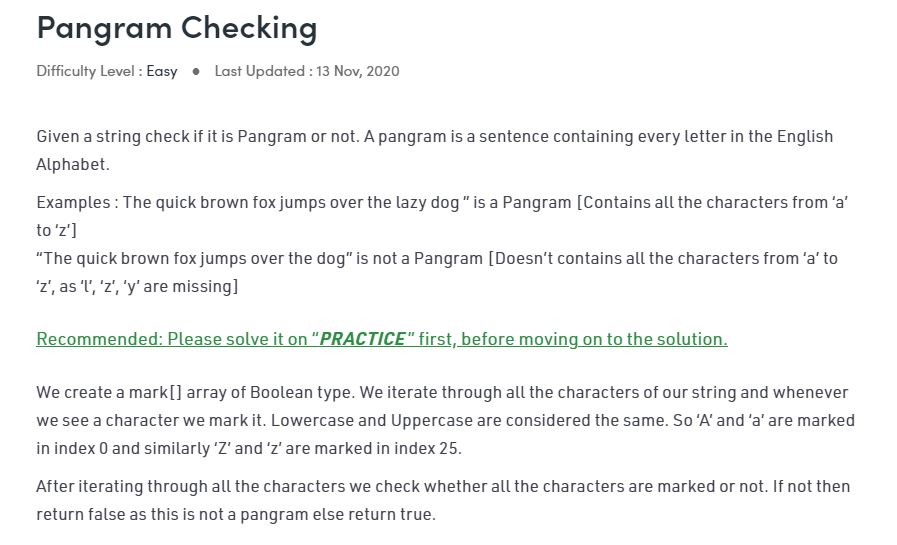 Pangram Checking
Difficulty Level : Easy ● Last Updated : 13 Nov, 2020
Given a string check if it is Pangram or not. A pangram is a sentence containing every letter in the English
Alphabet.
Examples : The quick brown fox jumps over the lazy dog ” is a Pangram [Contains all the characters from ‘a’
to ‘z’]
“The quick brown fox jumps over the dog” is not a Pangram [Doesn’t contains all the characters from ‘a’ to
‘z’, as ‘l’, ‘z’, ‘y’ are missing]
Recommended: Please solve it on “PRACTICE” first, before moving on to the solution.
We create a mark[] array of Boolean type. We iterate through all the characters of our string and whenever
we see a character we mark it. Lowercase and Uppercase are considered the same. So ‘A’ and ‘a’ are marked
in index 0 and similarly ‘Z’ and ‘z’ are marked in index 25.
After iterating through all the characters we check whether all the characters are marked or not. If not then
return false as this is not a pangram else return true.